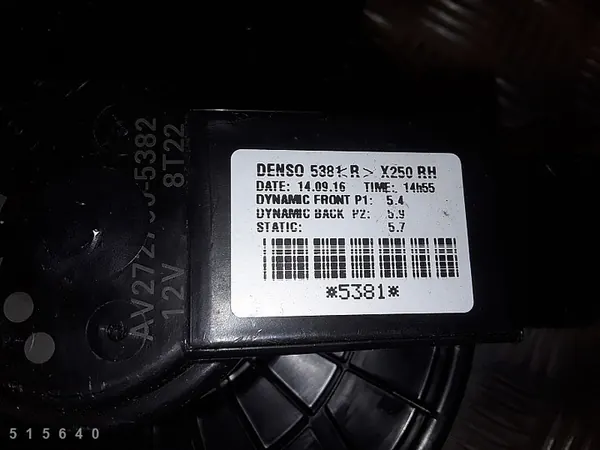 DENSO 5381<R> X250 RH
DATE: 14.09.16 TIME: 14h55
DYNAMIC FRONT P1: 5.4
DYNAMIC BACK P2: 5.9
STATIC: 5.7
*5381*
8T22
12V
515640